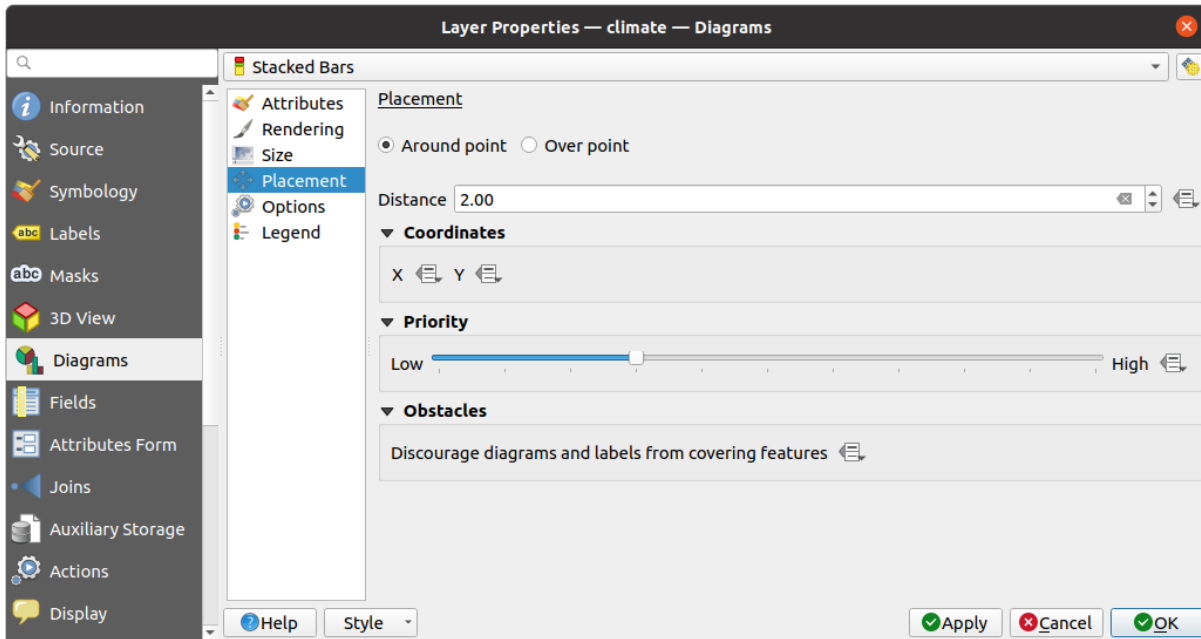 Layer Properties — climate — Diagrams
Stacked Bars
Information
Source
Symbology
abc Labels
abc Masks
3D View
Diagrams
Fields
Attributes Form
Joins
Auxiliary Storage
Actions
Display
Attributes
Rendering
Size
Placement
Options
Legend
Placement
Around point Over point
Distance 2.00
Coordinates
X Y
Priority
Low High
Obstacles
Discourage diagrams and labels from covering features
Help Style Apply Cancel OK